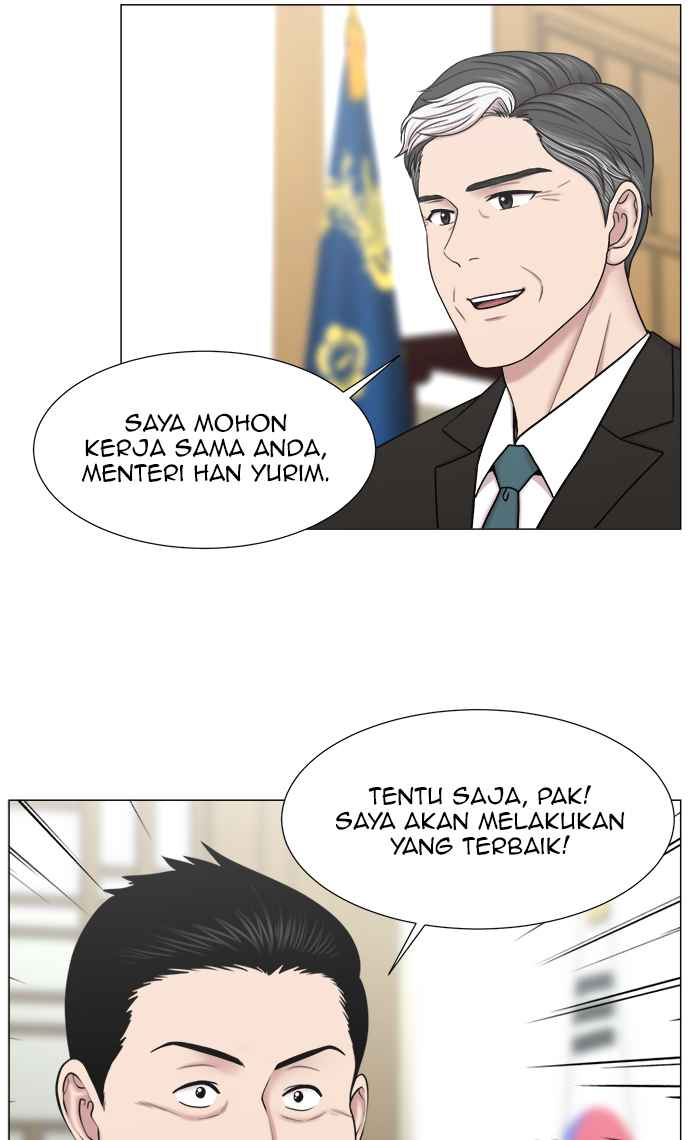 SAYA MOHON
KERJA SAMA ANDA,
MENTERI HAN YURIM.
TENTU SAJA, PAK!
SAYA AKAN MELAKUKAN
YANG TERBAIK!